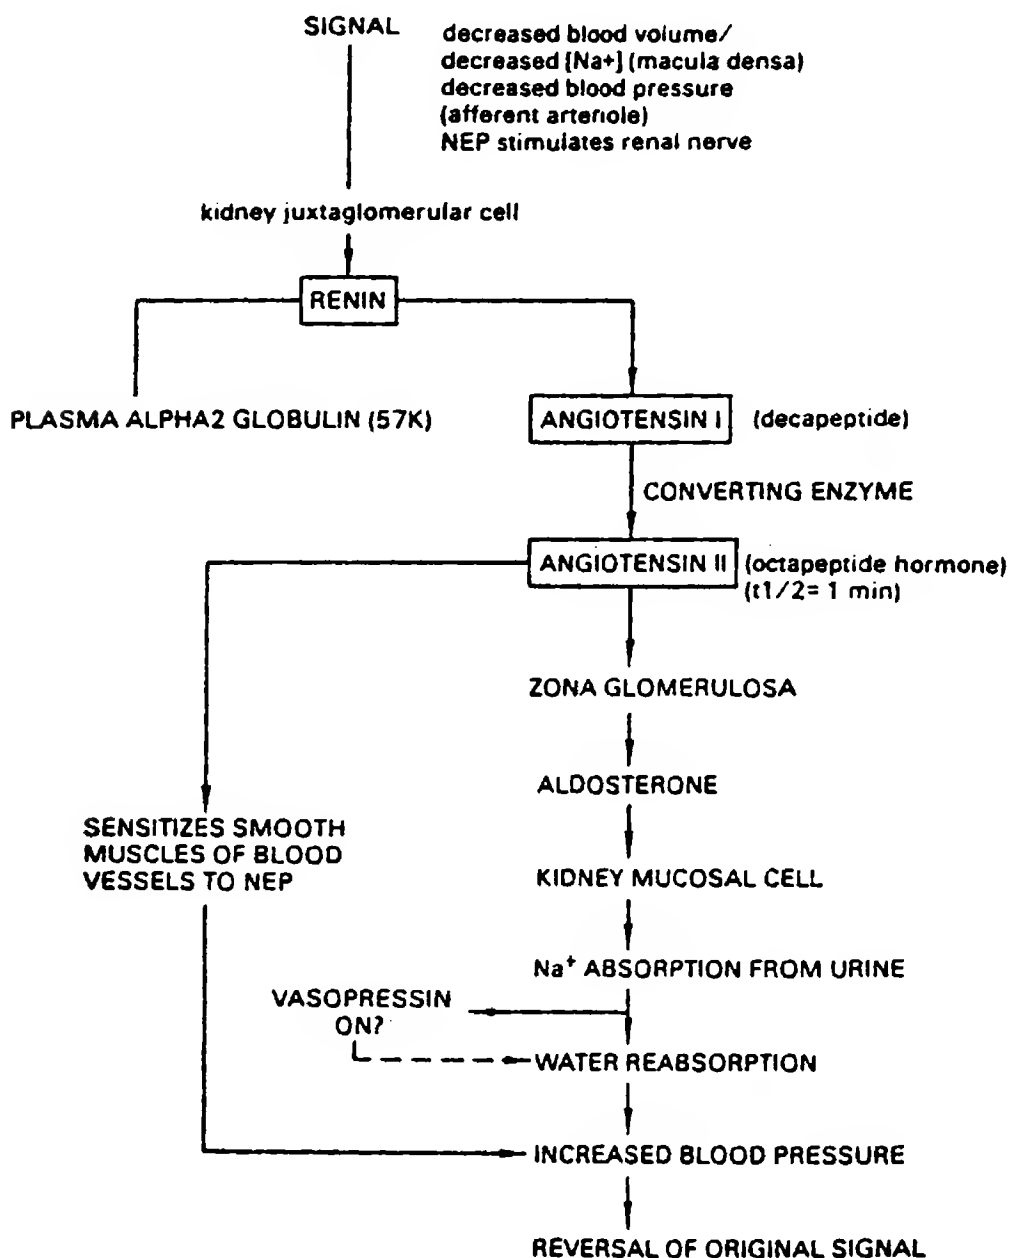 SIGNAL
decreased blood volume/
decreased [Na+] (macula densa)
decreased blood pressure
(afferent arteriole)
NEP stimulates renal nerve
kidney juxtaglomerular cell
RENIN
PLASMA ALPHA2 GLOBULIN (57K)
ANGIOTENSIN I (decapeptide)
CONVERTING ENZYME
ANGIOTENSIN II (octapeptide hormone)
(t1/2= 1 min)
ZONA GLOMERULOSA
ALDOSTERONE
SENSITIZES SMOOTH
MUSCLES OF BLOOD
VESSELS TO NEP
KIDNEY MUCOSAL CELL
Na+ ABSORPTION FROM URINE
VASOPRESSIN
ON?
WATER REABSORPTION
INCREASED BLOOD PRESSURE
REVERSAL OF ORIGINAL SIGNAL